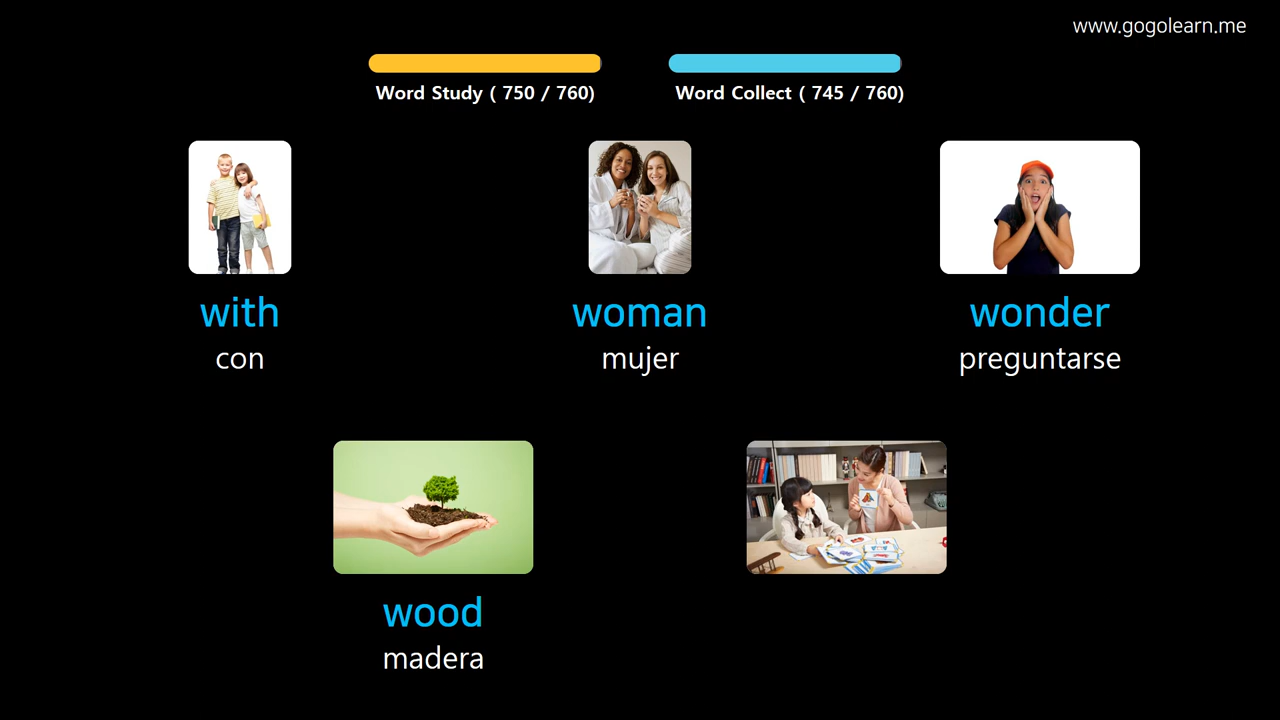 www.gogolearn.me
Word Study ( 750 / 760)
Word Collect ( 745 / 760)
with
con
woman
mujer
wonder
preguntarse
wood
madera